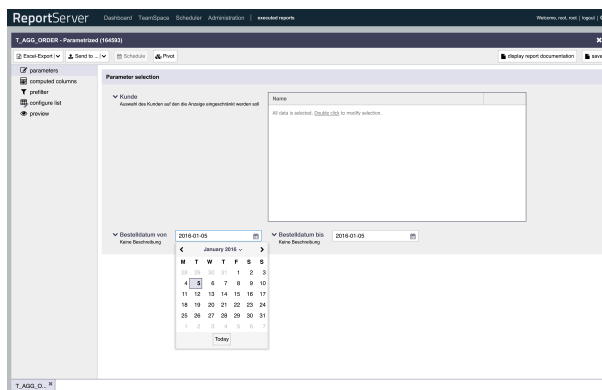 ReportServer Dashboard TeamSpace Scheduler Administration executed reports Welcome, root, root | logout |
T_AGG_ORDER - Parametrized (164593)
Excel-Export Send to ... Schedule Pivot display report documentation save
parameters
computed columns
prefilter
configure list
preview
Parameter selection
Kunde
Auswahl des Kunden auf den die Anzeige eingeschränkt werden soll
Name
All data is selected. Double click to modify selection.
Bestelldatum von 2016-01-05
Keine Beschreibung
Bestelldatum bis 2016-01-05
Keine Beschreibung
January 2016
M T W T F S S
28 29 30 31 1 2 3
4 5 6 7 8 9 10
11 12 13 14 15 16 17
18 19 20 21 22 23 24
25 26 27 28 29 30 31
1 2 3 4 5 6 7
Today
T_AGG_O...